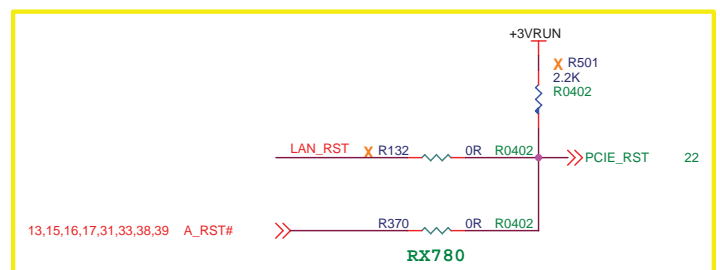 +3VRUN
X R501
2.2K
R0402
LAN_RST X R132 0R R0402 PCIE_RST 22
13,15,16,17,31,33,38,39 A_RST# R370 0R R0402
RX780